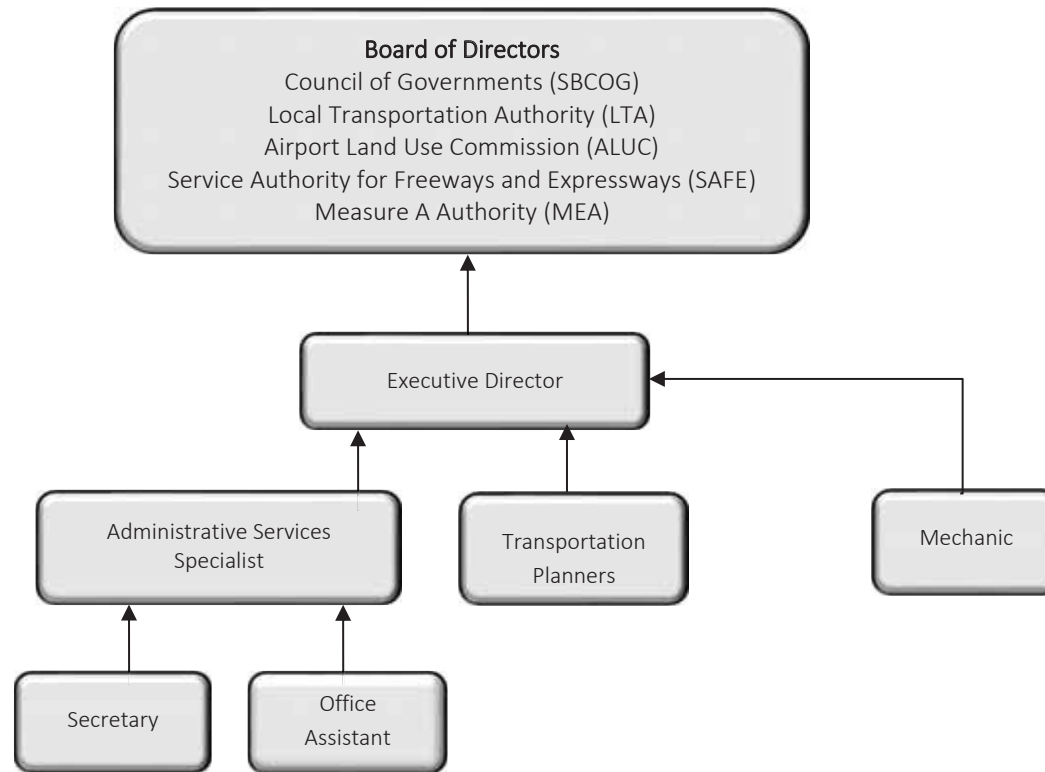 Board of Directors
Council of Governments (SBCOG)
Local Transportation Authority (LTA)
Airport Land Use Commission (ALUC)
Service Authority for Freeways and Expressways (SAFE)
Measure A Authority (MEA)
Executive Director
Administrative Services
Specialist
Transportation
Planners
Mechanic
Secretary
Office
Assistant